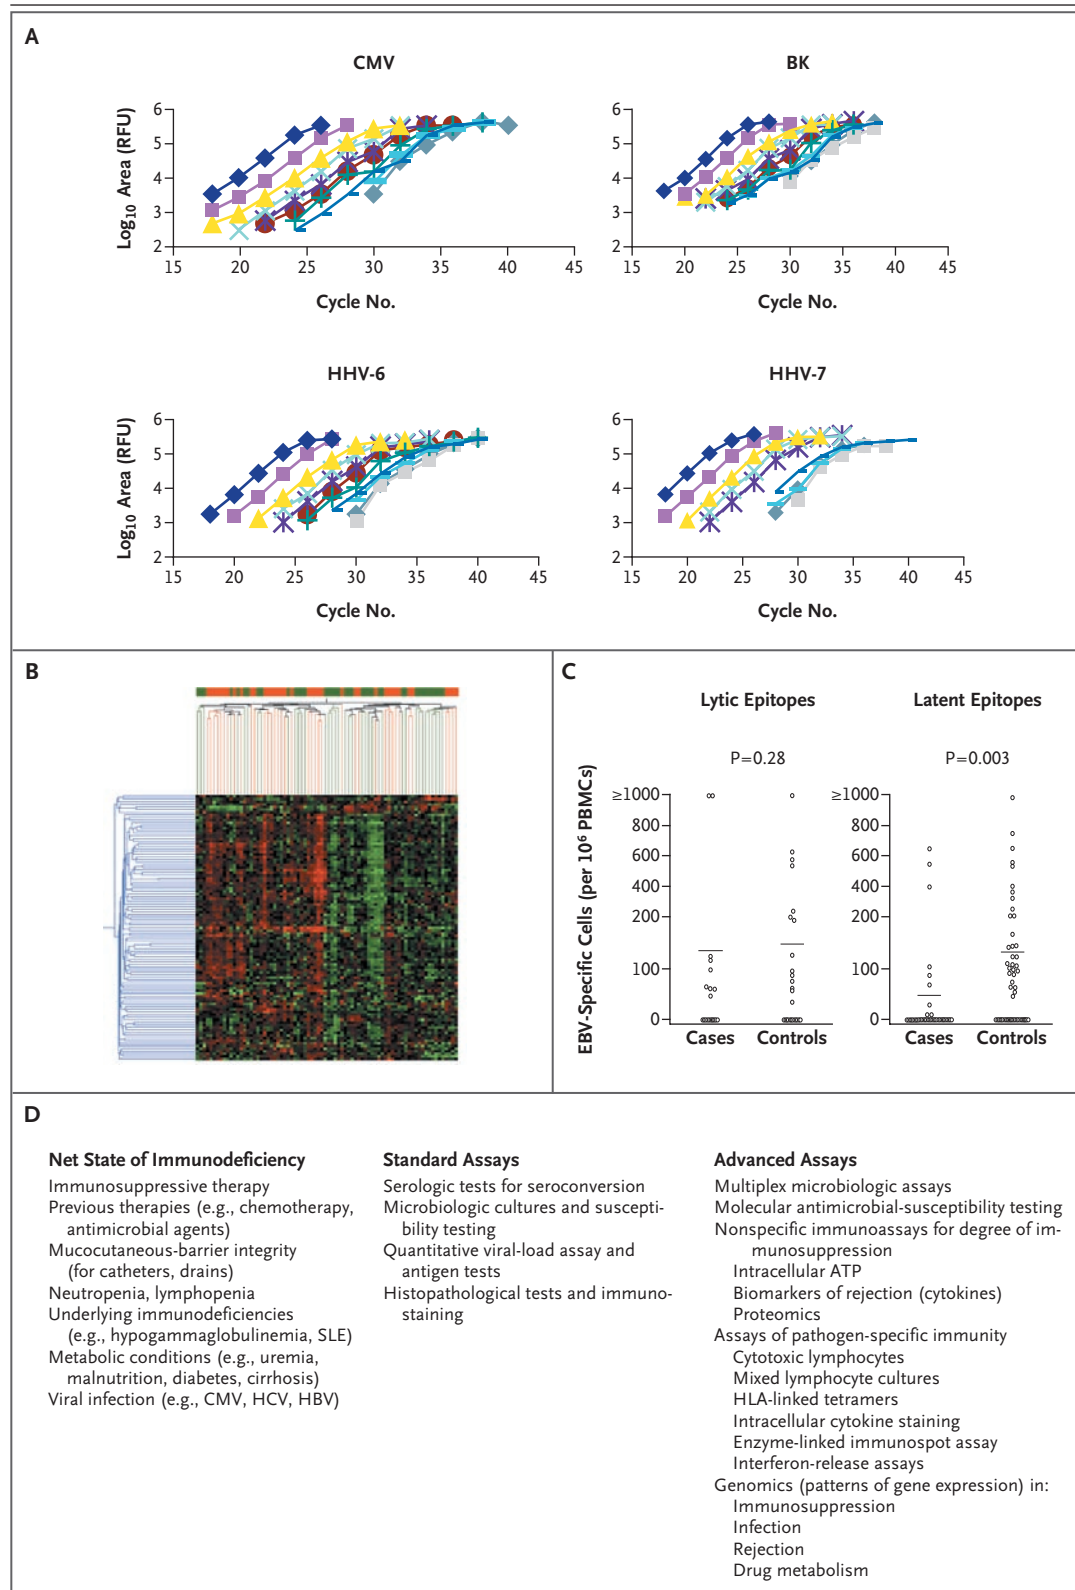 A
CMV
BK
Log10 Area (RFU)
6
5
4
3
2
15 20 25 30 35 40 45
Cycle No.
6
5
4
3
2
15 20 25 30 35 40 45
Cycle No.
HHV-6
HHV-7
Log10 Area (RFU)
6
5
4
3
2
15 20 25 30 35 40 45
Cycle No.
6
5
4
3
2
15 20 25 30 35 40 45
Cycle No.
B
C
Lytic Epitopes
Latent Epitopes
P=0.28
P=0.003
EBV-Specific Cells (per 10⁶ PBMCs)
≥1000
800
600
400
200
100
0
Cases Controls
≥1000
800
600
400
200
100
0
Cases Controls
D
Net State of Immunodeficiency
Immunosuppressive therapy
Previous therapies (e.g., chemotherapy,
antimicrobial agents)
Mucocutaneous-barrier integrity
(for catheters, drains)
Neutropenia, lymphopenia
Underlying immunodeficiencies
(e.g., hypogammaglobulinemia, SLE)
Metabolic conditions (e.g., uremia,
malnutrition, diabetes, cirrhosis)
Viral infection (e.g., CMV, HCV, HBV)
Standard Assays
Serologic tests for seroconversion
Microbiologic cultures and suscepti-
bility testing
Quantitative viral-load assay and
antigen tests
Histopathological tests and immuno-
staining
Advanced Assays
Multiplex microbiologic assays
Molecular antimicrobial-susceptibility testing
Nonspecific immunoassays for degree of im-
munosuppression
Intracellular ATP
Biomarkers of rejection (cytokines)
Proteomics
Assays of pathogen-specific immunity
Cytotoxic lymphocytes
Mixed lymphocyte cultures
HLA-linked tetramers
Intracellular cytokine staining
Enzyme-linked immunospot assay
Interferon-release assays
Genomics (patterns of gene expression) in:
Immunosuppression
Infection
Rejection
Drug metabolism